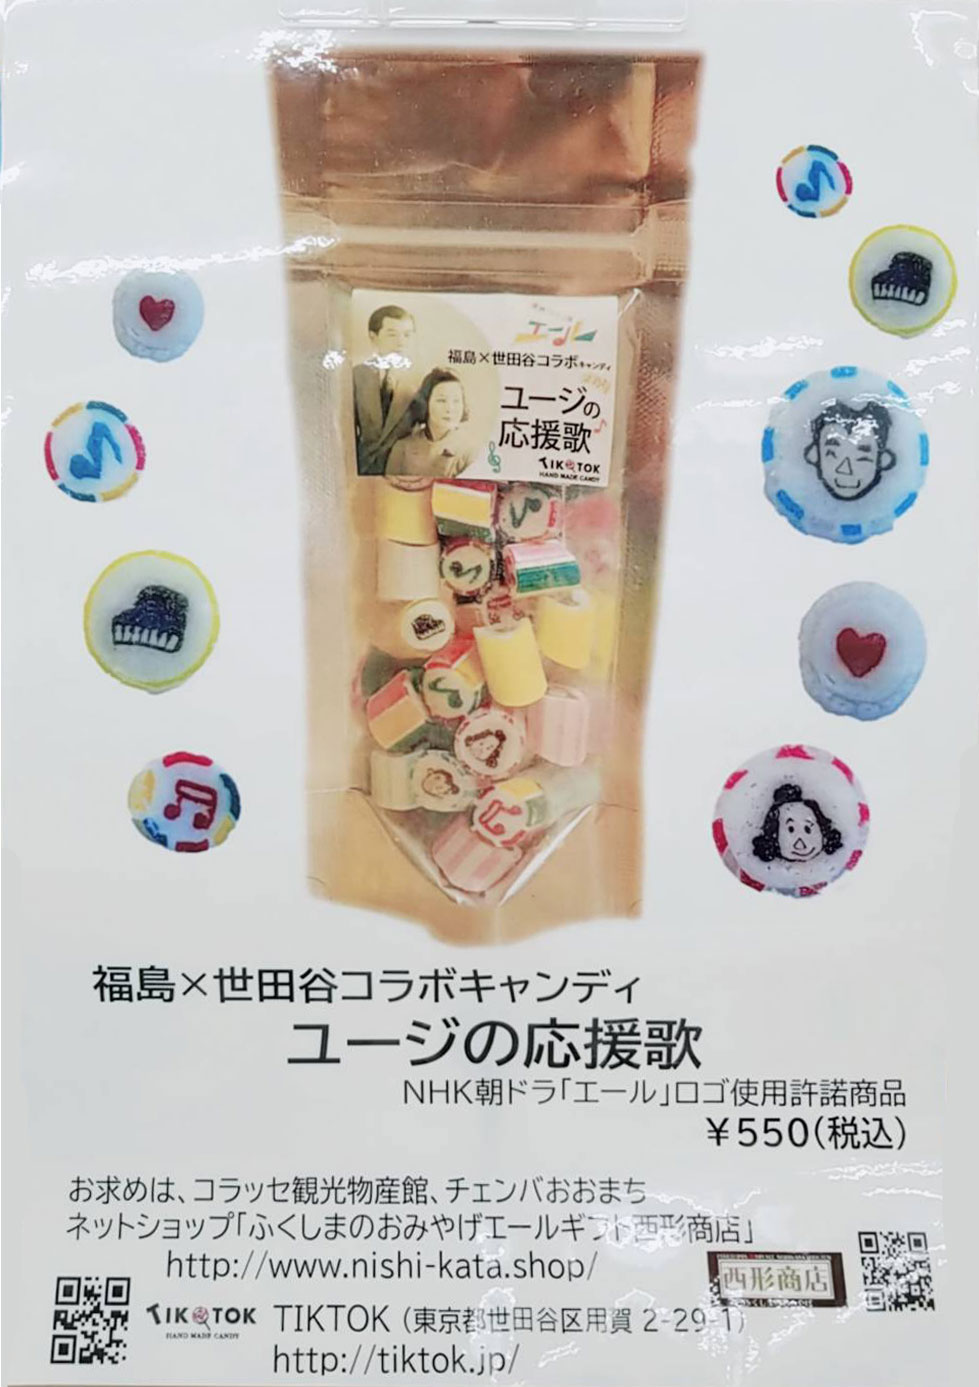 エール
福島×世田谷コラボキャンディ
ユージの
応援歌
TIKTOK
HAND MADE CANDY
福島×世田谷コラボキャンディ
ユージの応援歌
NHK朝ドラ「エール」ロゴ使用許諾商品
￥550(税込)
お求めは、コラッセ観光物産館、チェンバおおまち
ネットショップ「ふくしまのおみやげエールギフト西形商店」
http://www.nishi-kata.shop/
西形商店
TIKTOK
HAND MADE CANDY
TIKTOK (東京都世田谷区用賀 2-29-1)
http://tiktok.jp/